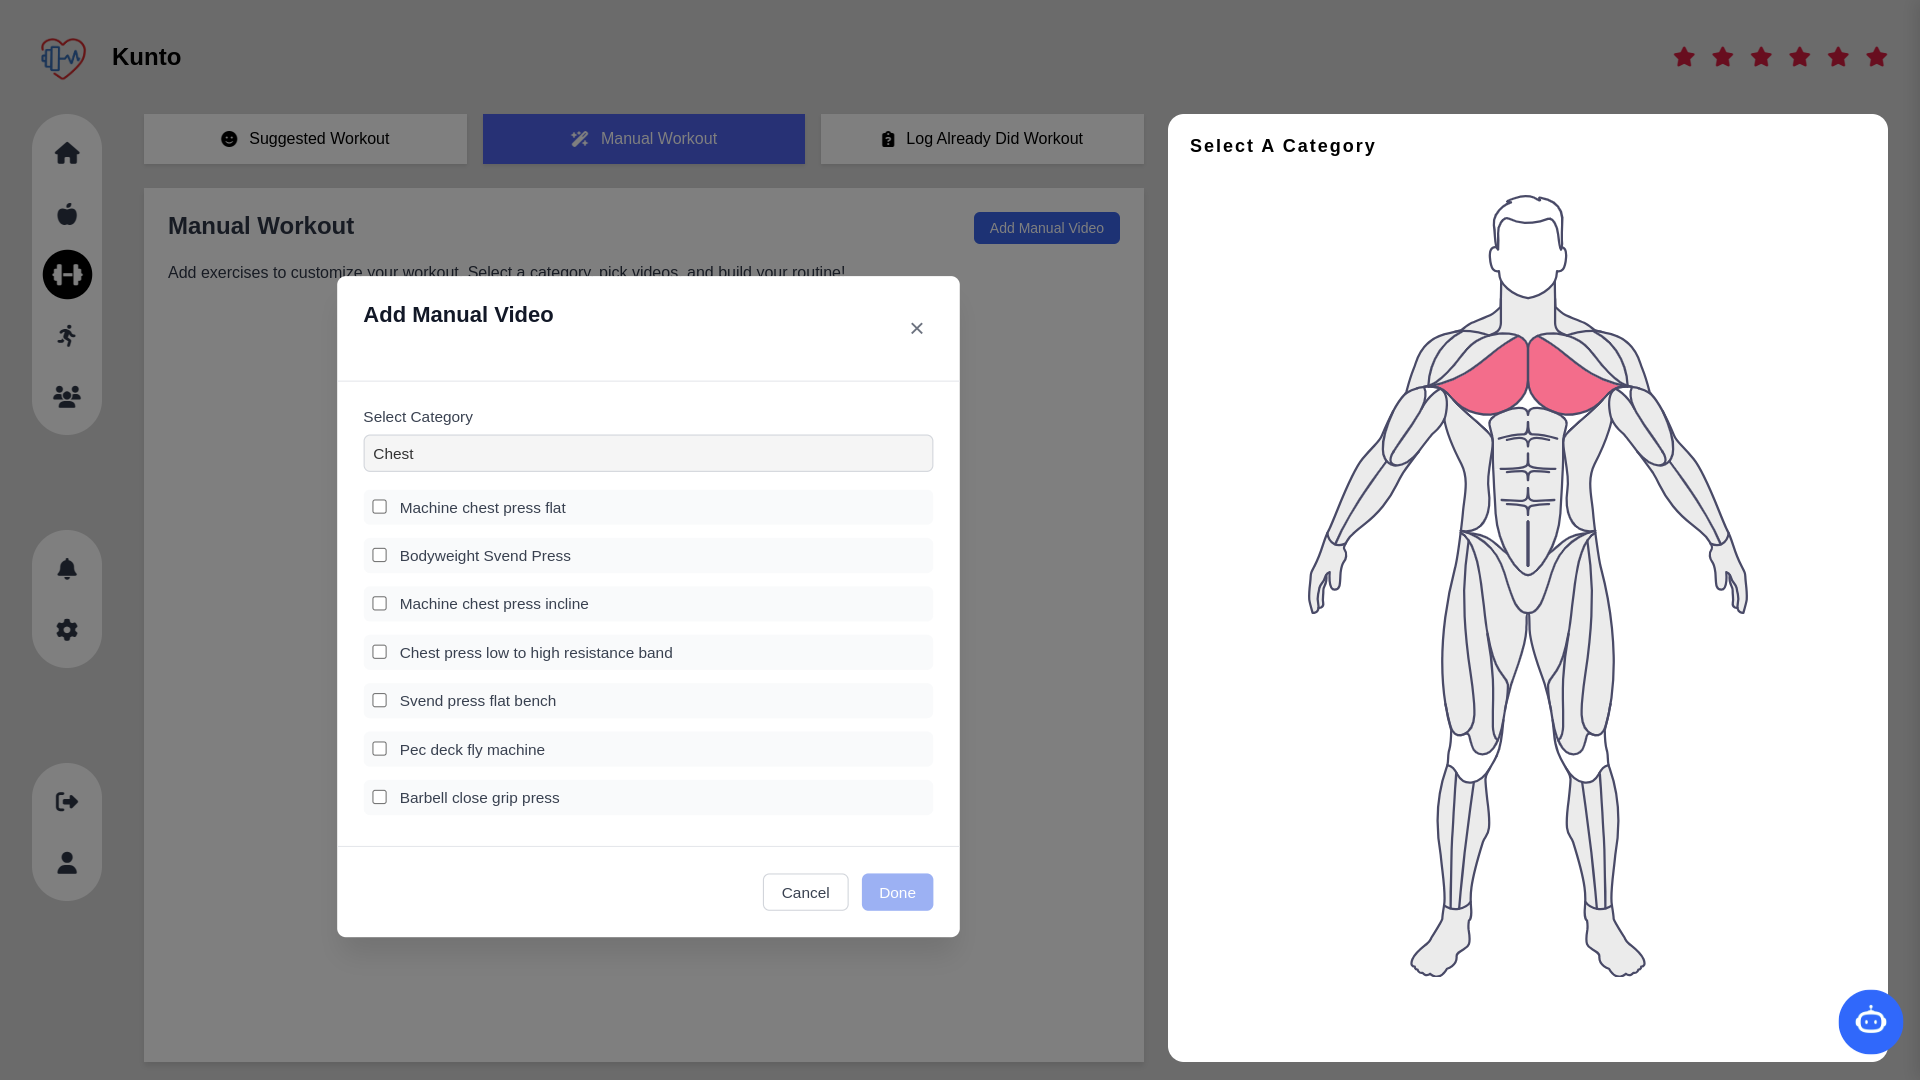 Kunto
Suggested Workout
Manual Workout
Log Already Did Workout
Select A Category
Manual Workout
Add Manual Video
Add exercises to customize your workout. Select a category, pick videos, and build your routine!
Add Manual Video
Select Category
Chest
Machine chest press flat
Bodyweight Svend Press
Machine chest press incline
Chest press low to high resistance band
Svend press flat bench
Pec deck fly machine
Barbell close grip press
Cancel
Done